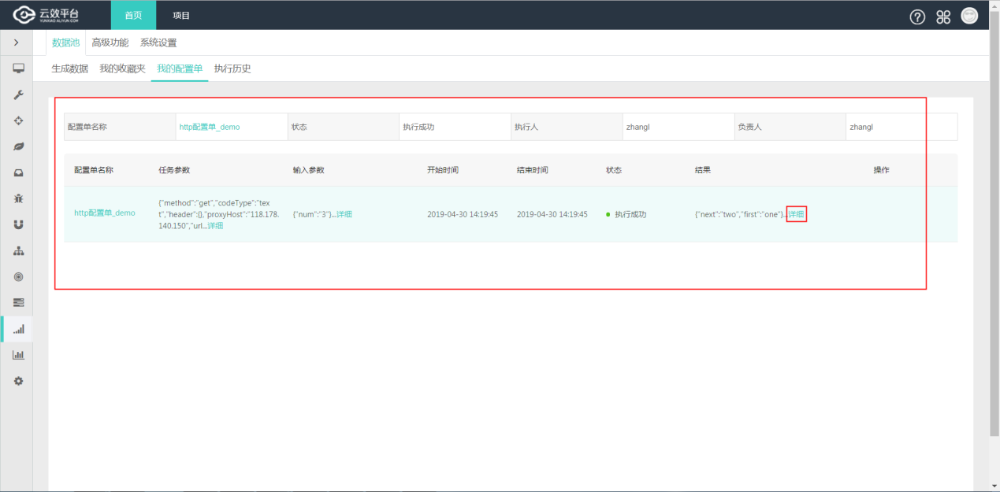 云效平台
YUNXIAO.ALIYUN.COM
首页
项目
数据池
高级功能
系统设置
生成数据
我的收藏夹
我的配置单
执行历史
配置单名称
http配置单_demo
状态
执行成功
执行人
zhangl
负责人
zhangl
配置单名称
任务参数
输入参数
开始时间
结束时间
状态
结果
操作
http配置单_demo
{"method":"get","codeType":"tex
t","header":{},"proxyHost":"118.178.
140.150","url...详细
{"num":"3"}...详细
2019-04-30 14:19:45
2019-04-30 14:19:45
执行成功
{"next":"two","first":"one"}...详细